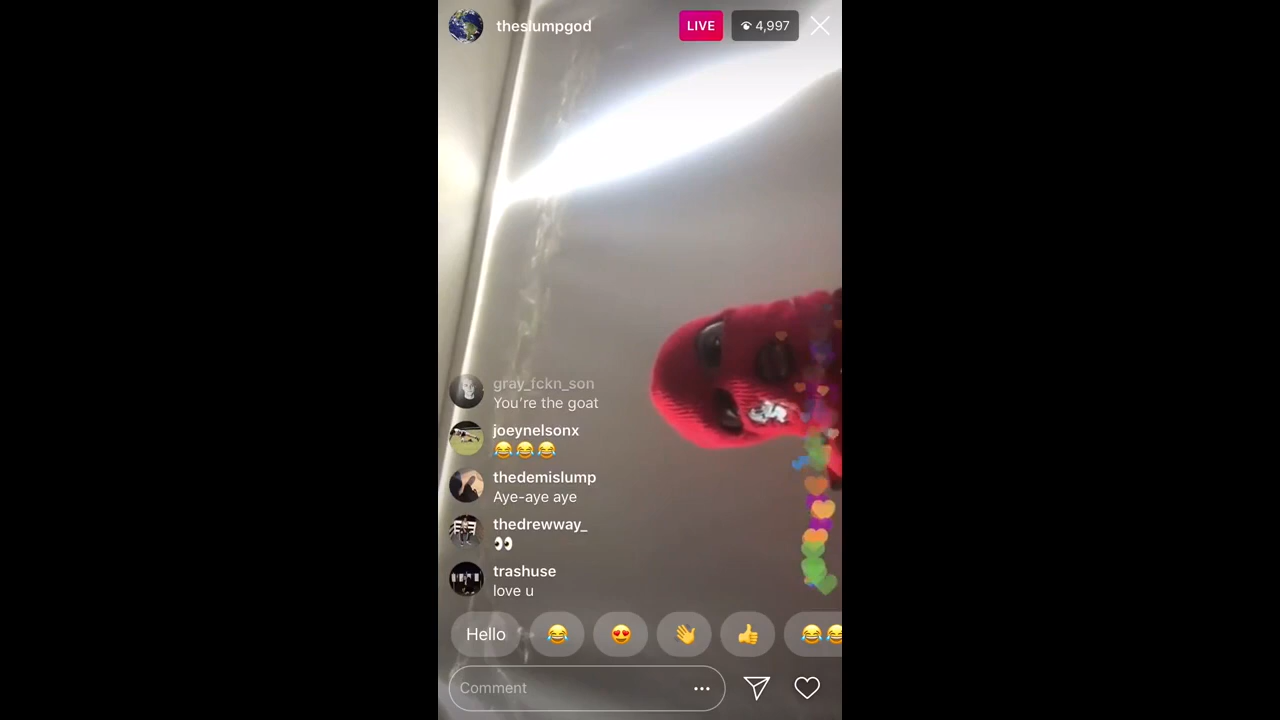 theslumpgod
LIVE
4,997
gray_fckn_son
You're the goat
joeynelsonx
😂😂😂
thedemislump
Aye-aye aye
thedrewway_
👀
trashuse
love u
Hello 😂 😍 👋 👍 😂😂
Comment